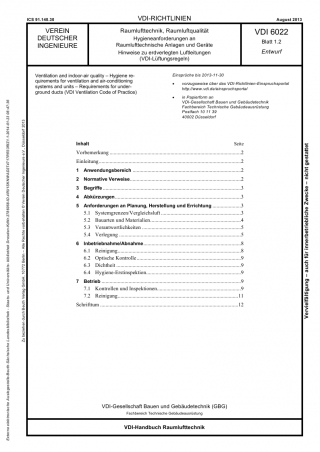 ICS 91.140.30
VDI-RICHTLINIEN
August 2013
VEREIN
DEUTSCHER
INGENIEURE
Raumlufttechnik, Raumluftqualität
Hygieneanforderungen an
Raumlufttechnische Anlagen und Geräte
Hinweise zu erdverlegten Luftleitungen
(VDI-Lüftungsregeln)
VDI 6022
Blatt 1.2
Entwurf
Ventilation and indoor-air quality – Hygiene re-
quirements for ventilation and air-conditioning
systems and units – Requirements for under-
ground ducts (VDI Ventilation Code of Practice)
Einsprüche bis 2013-11-30
vorzugsweise über das VDI-Richtlinien-Einspruchsportal
http://www.vdi.de/einspruchsportal
in Papierform an
VDI-Gesellschaft Bauen und Gebäudetechnik
Fachbereich Technische Gebäudeausrüstung
Postfach 10 11 39
40002 Düsseldorf
Inhalt Seite
Vorbemerkung 2
Einleitung 2
1 Anwendungsbereich 2
2 Normative Verweise 2
3 Begriffe 3
4 Abkürzungen 3
5 Anforderungen an Planung, Herstellung und Errichtung 3
5.1 Systemgrenzen/Vergleichsluft 3
5.2 Bauarten und Materialien 4
5.3 Verantwortlichkeiten 5
5.4 Verlegung 5
6 Inbetriebnahme/Abnahme 8
6.1 Reinigung 8
6.2 Optische Kontrolle 9
6.3 Dichtheit 9
6.4 Hygiene-Erstinspektion 9
7 Betrieb 9
7.1 Kontrollen und Inspektionen 9
7.2 Reinigung 11
Schrifttum 12
VDI-Gesellschaft Bauen und Gebäudetechnik (GBG)
Fachbereich Technische Gebäudeausrüstung
VDI-Handbuch Raumlufttechnik
Vervielfältigung – auch für innerbetriebliche Zwecke – nicht gestattet